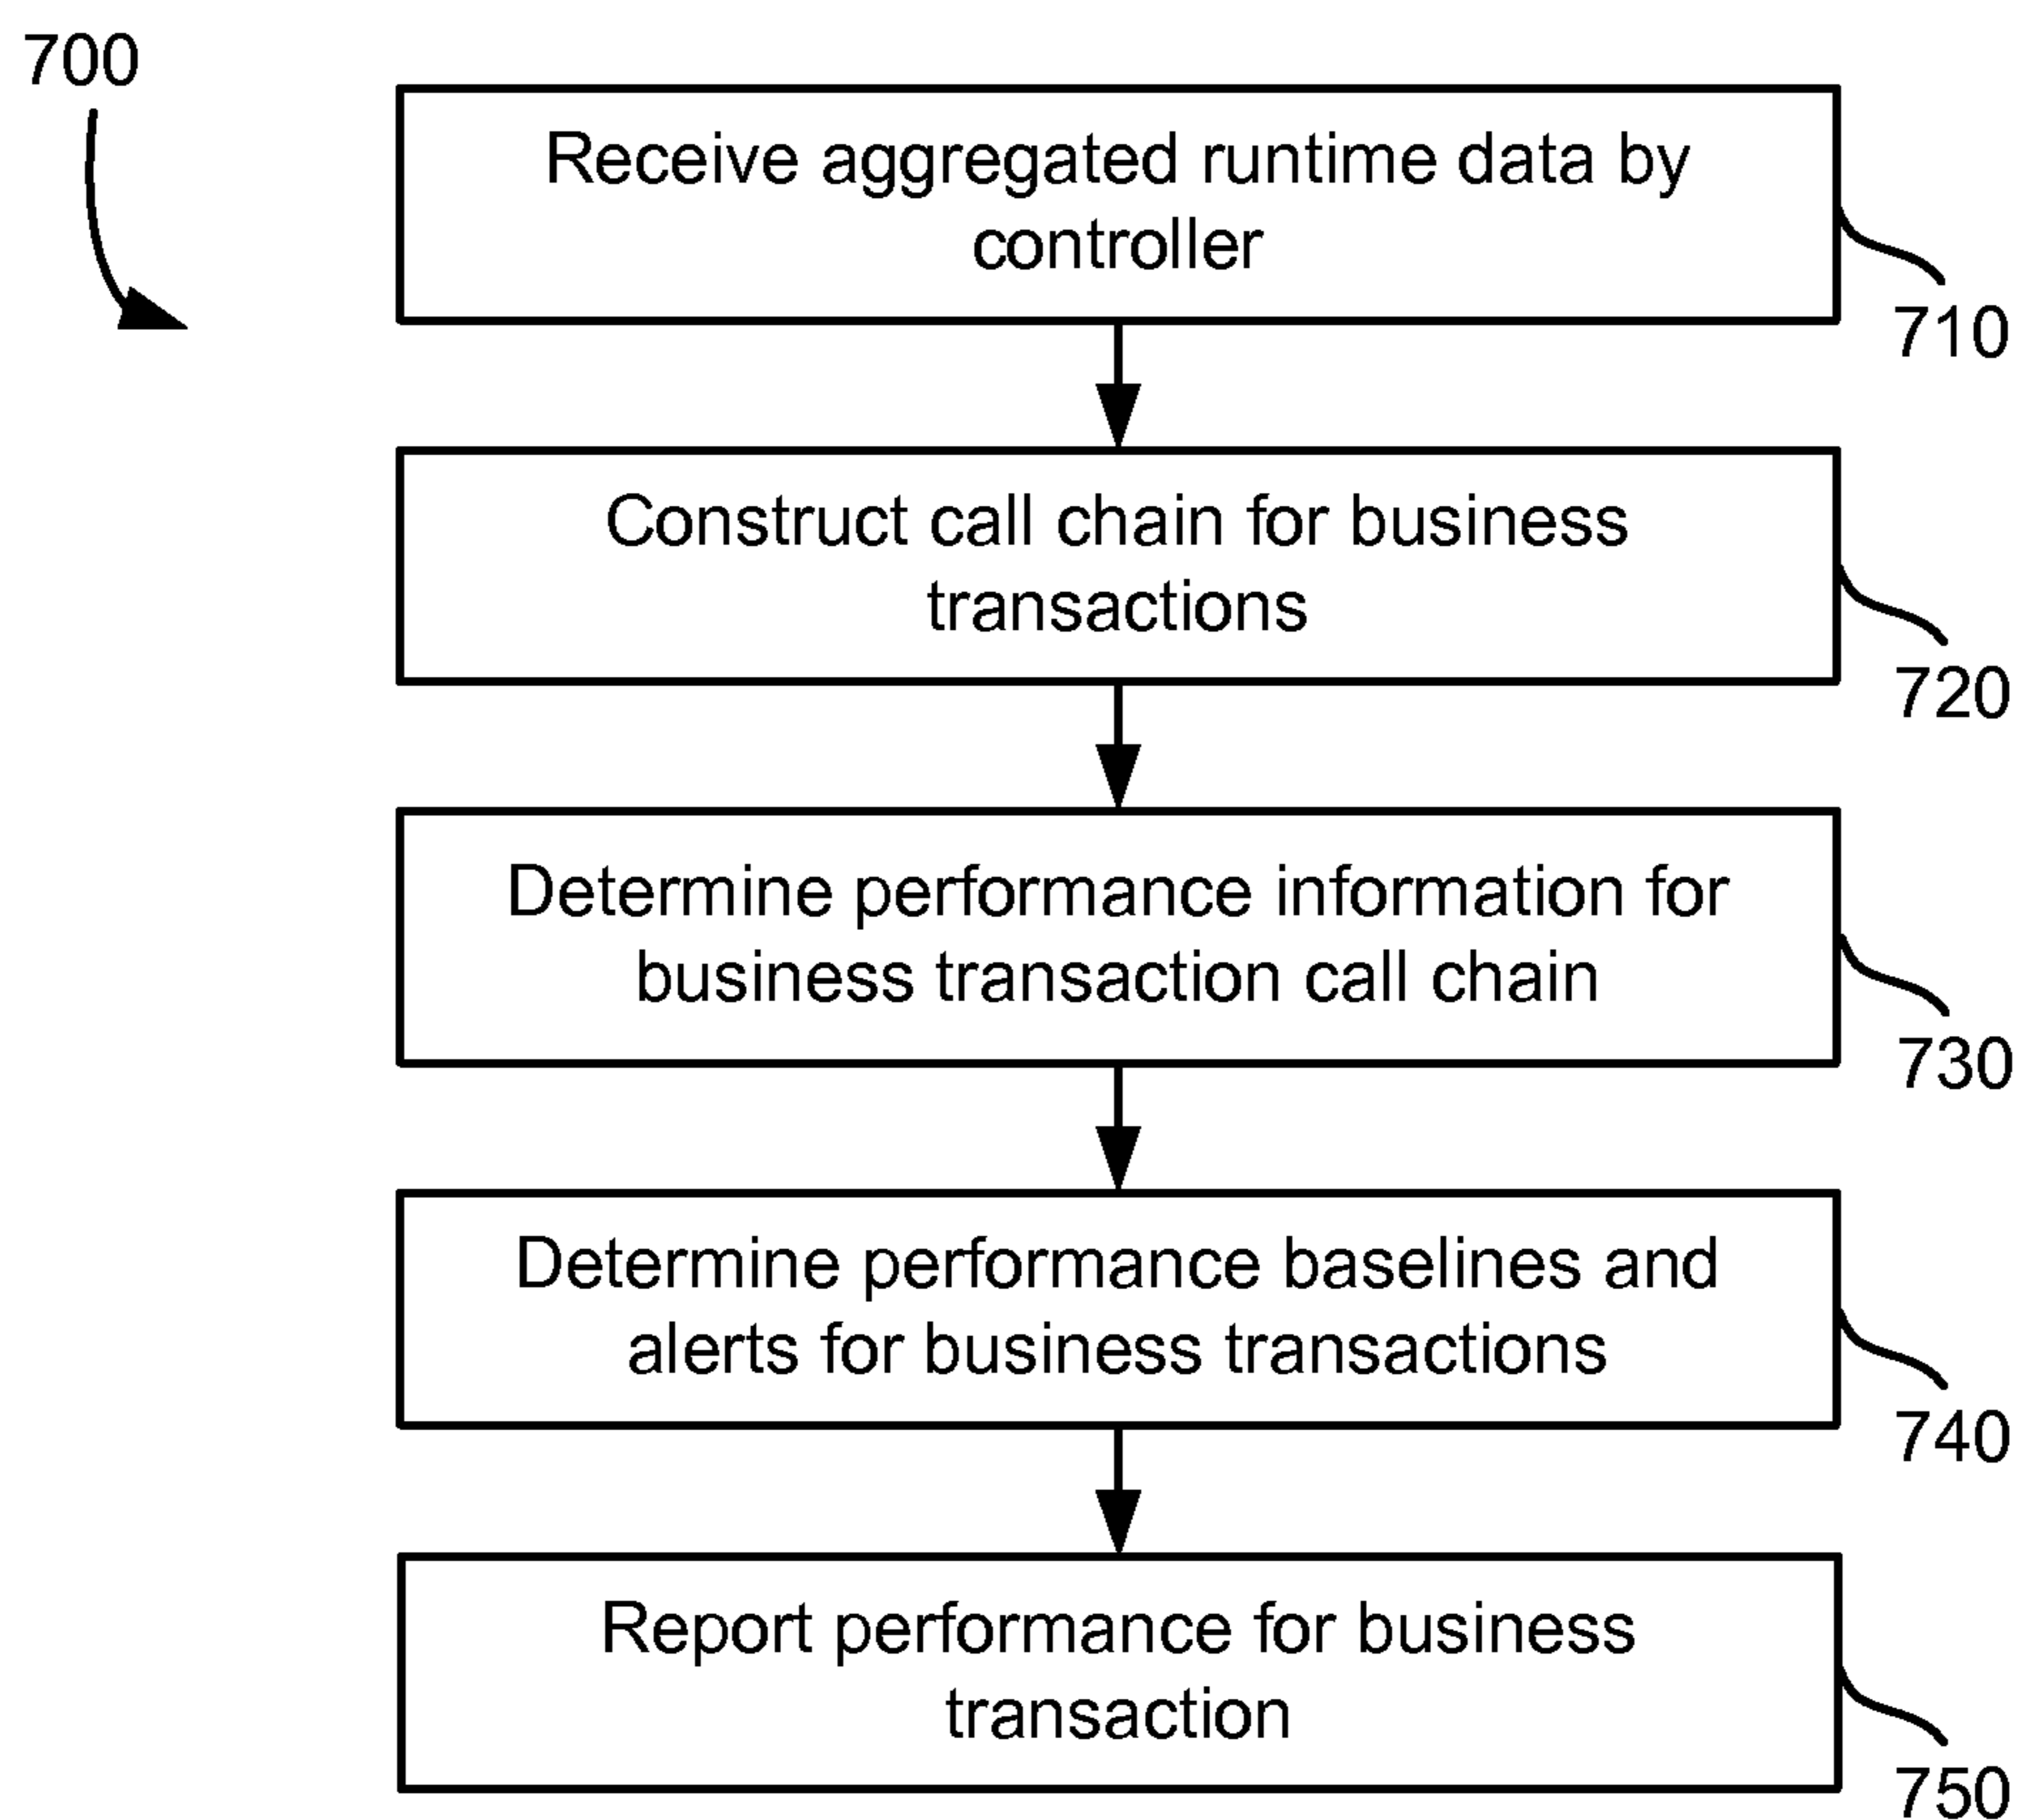 700
Receive aggregated runtime data by
controller
710
Construct call chain for business
transactions
720
Determine performance information for
business transaction call chain
730
Determine performance baselines and
alerts for business transactions
740
Report performance for business
transaction
750